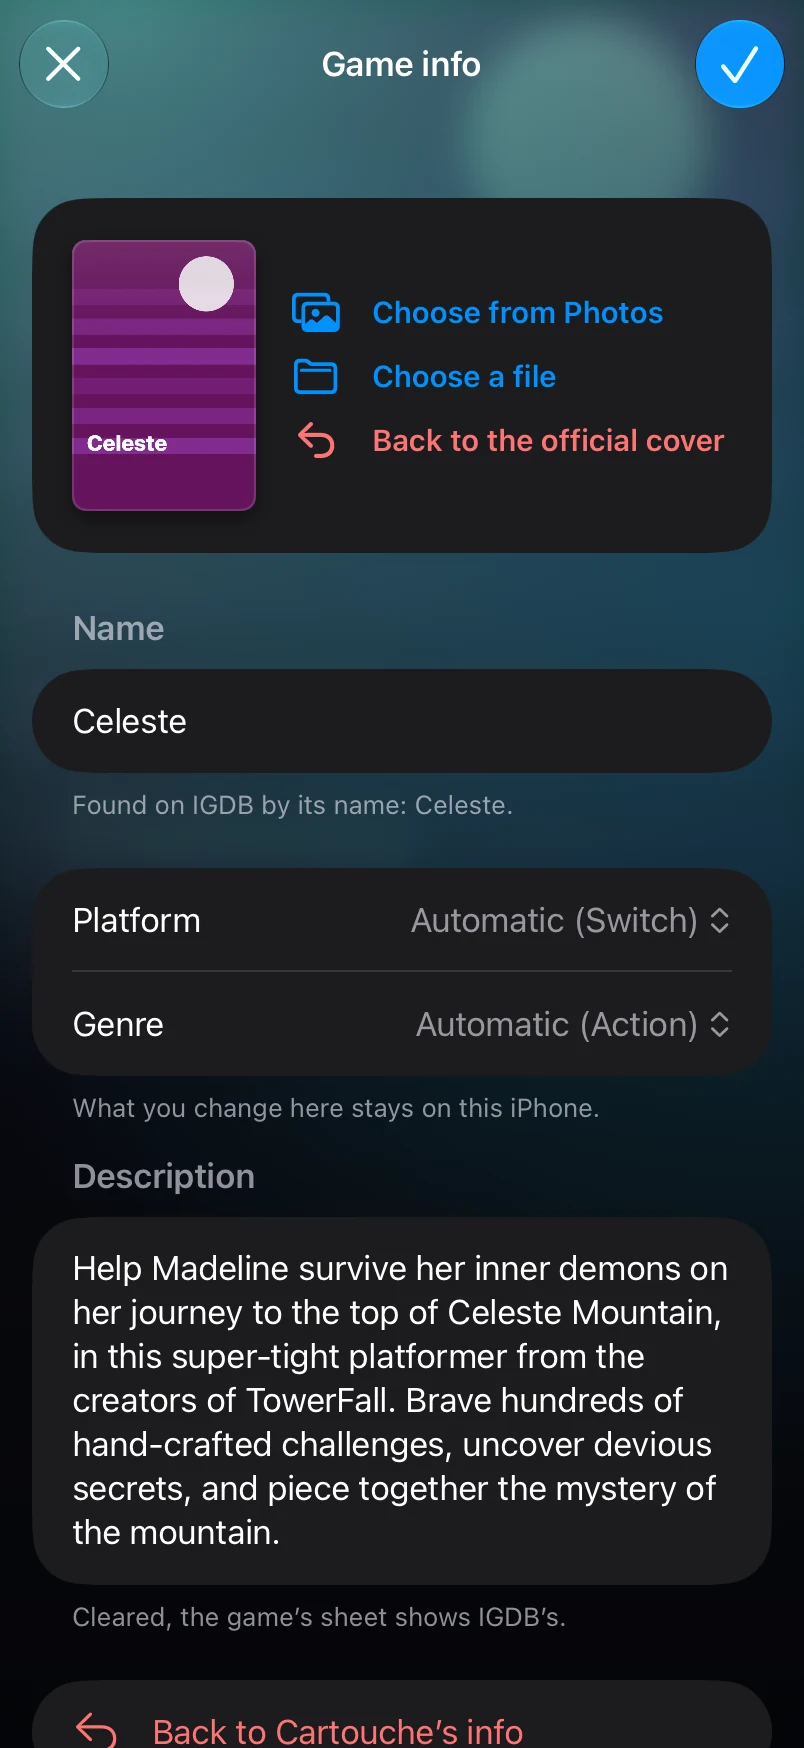 Game info
Celeste
Choose from Photos
Choose a file
Back to the official cover
Name
Celeste
Found on IGDB by its name: Celeste.
Platform
Automatic (Switch)
Genre
Automatic (Action)
What you change here stays on this iPhone.
Description
Help Madeline survive her inner demons on
her journey to the top of Celeste Mountain,
in this super-tight platformer from the
creators of TowerFall. Brave hundreds of
hand-crafted challenges, uncover devious
secrets, and piece together the mystery of
the mountain.
Cleared, the game’s sheet shows IGDB’s.
Back to Cartouche’s info